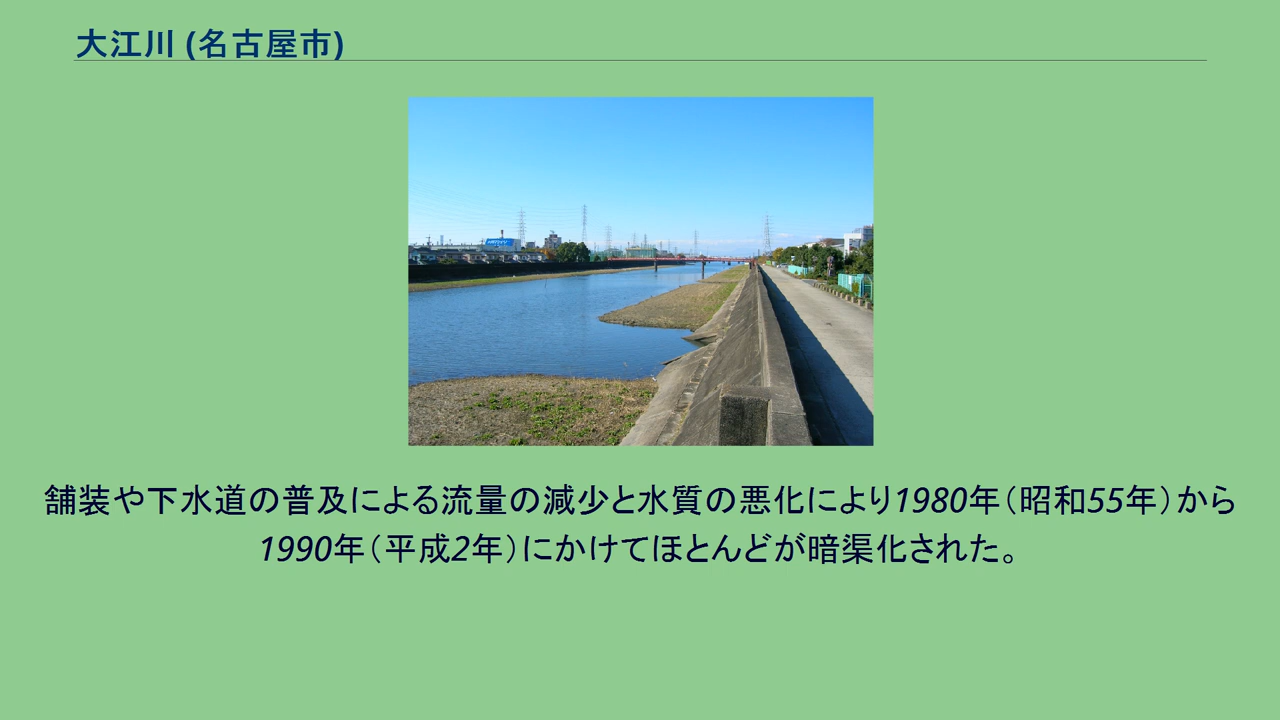 大江川 (名古屋市)
舗装や下水道の普及による流量の減少と水質の悪化により1980年（昭和55年）から
1990年（平成2年）にかけてほとんどが暗渠化された。